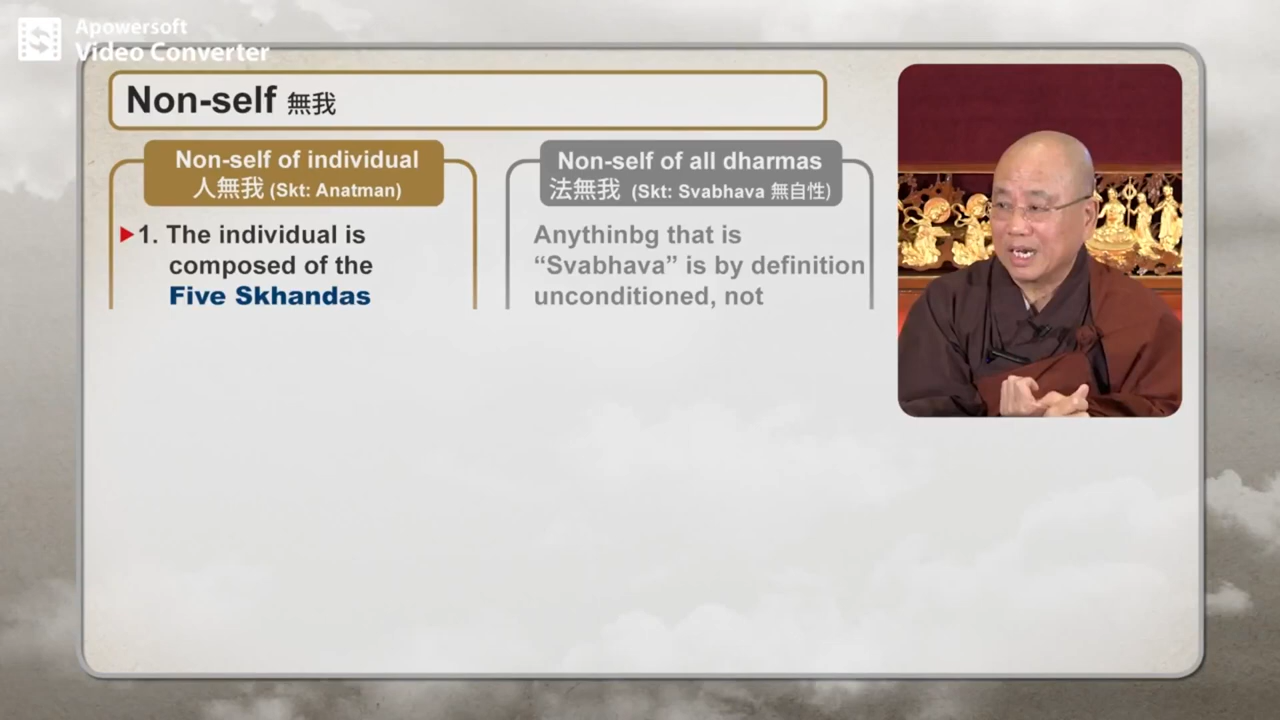 Apowersoft
Video Converter
Non-self 無我
Non-self of individual
人無我 (Skt: Anatman)
▶1. The individual is
composed of the
Five Skhandas
Non-self of all dharmas
法無我 (Skt: Svabhava 無自性)
Anythinbg that is
“Svabhava” is by definition
unconditioned, not